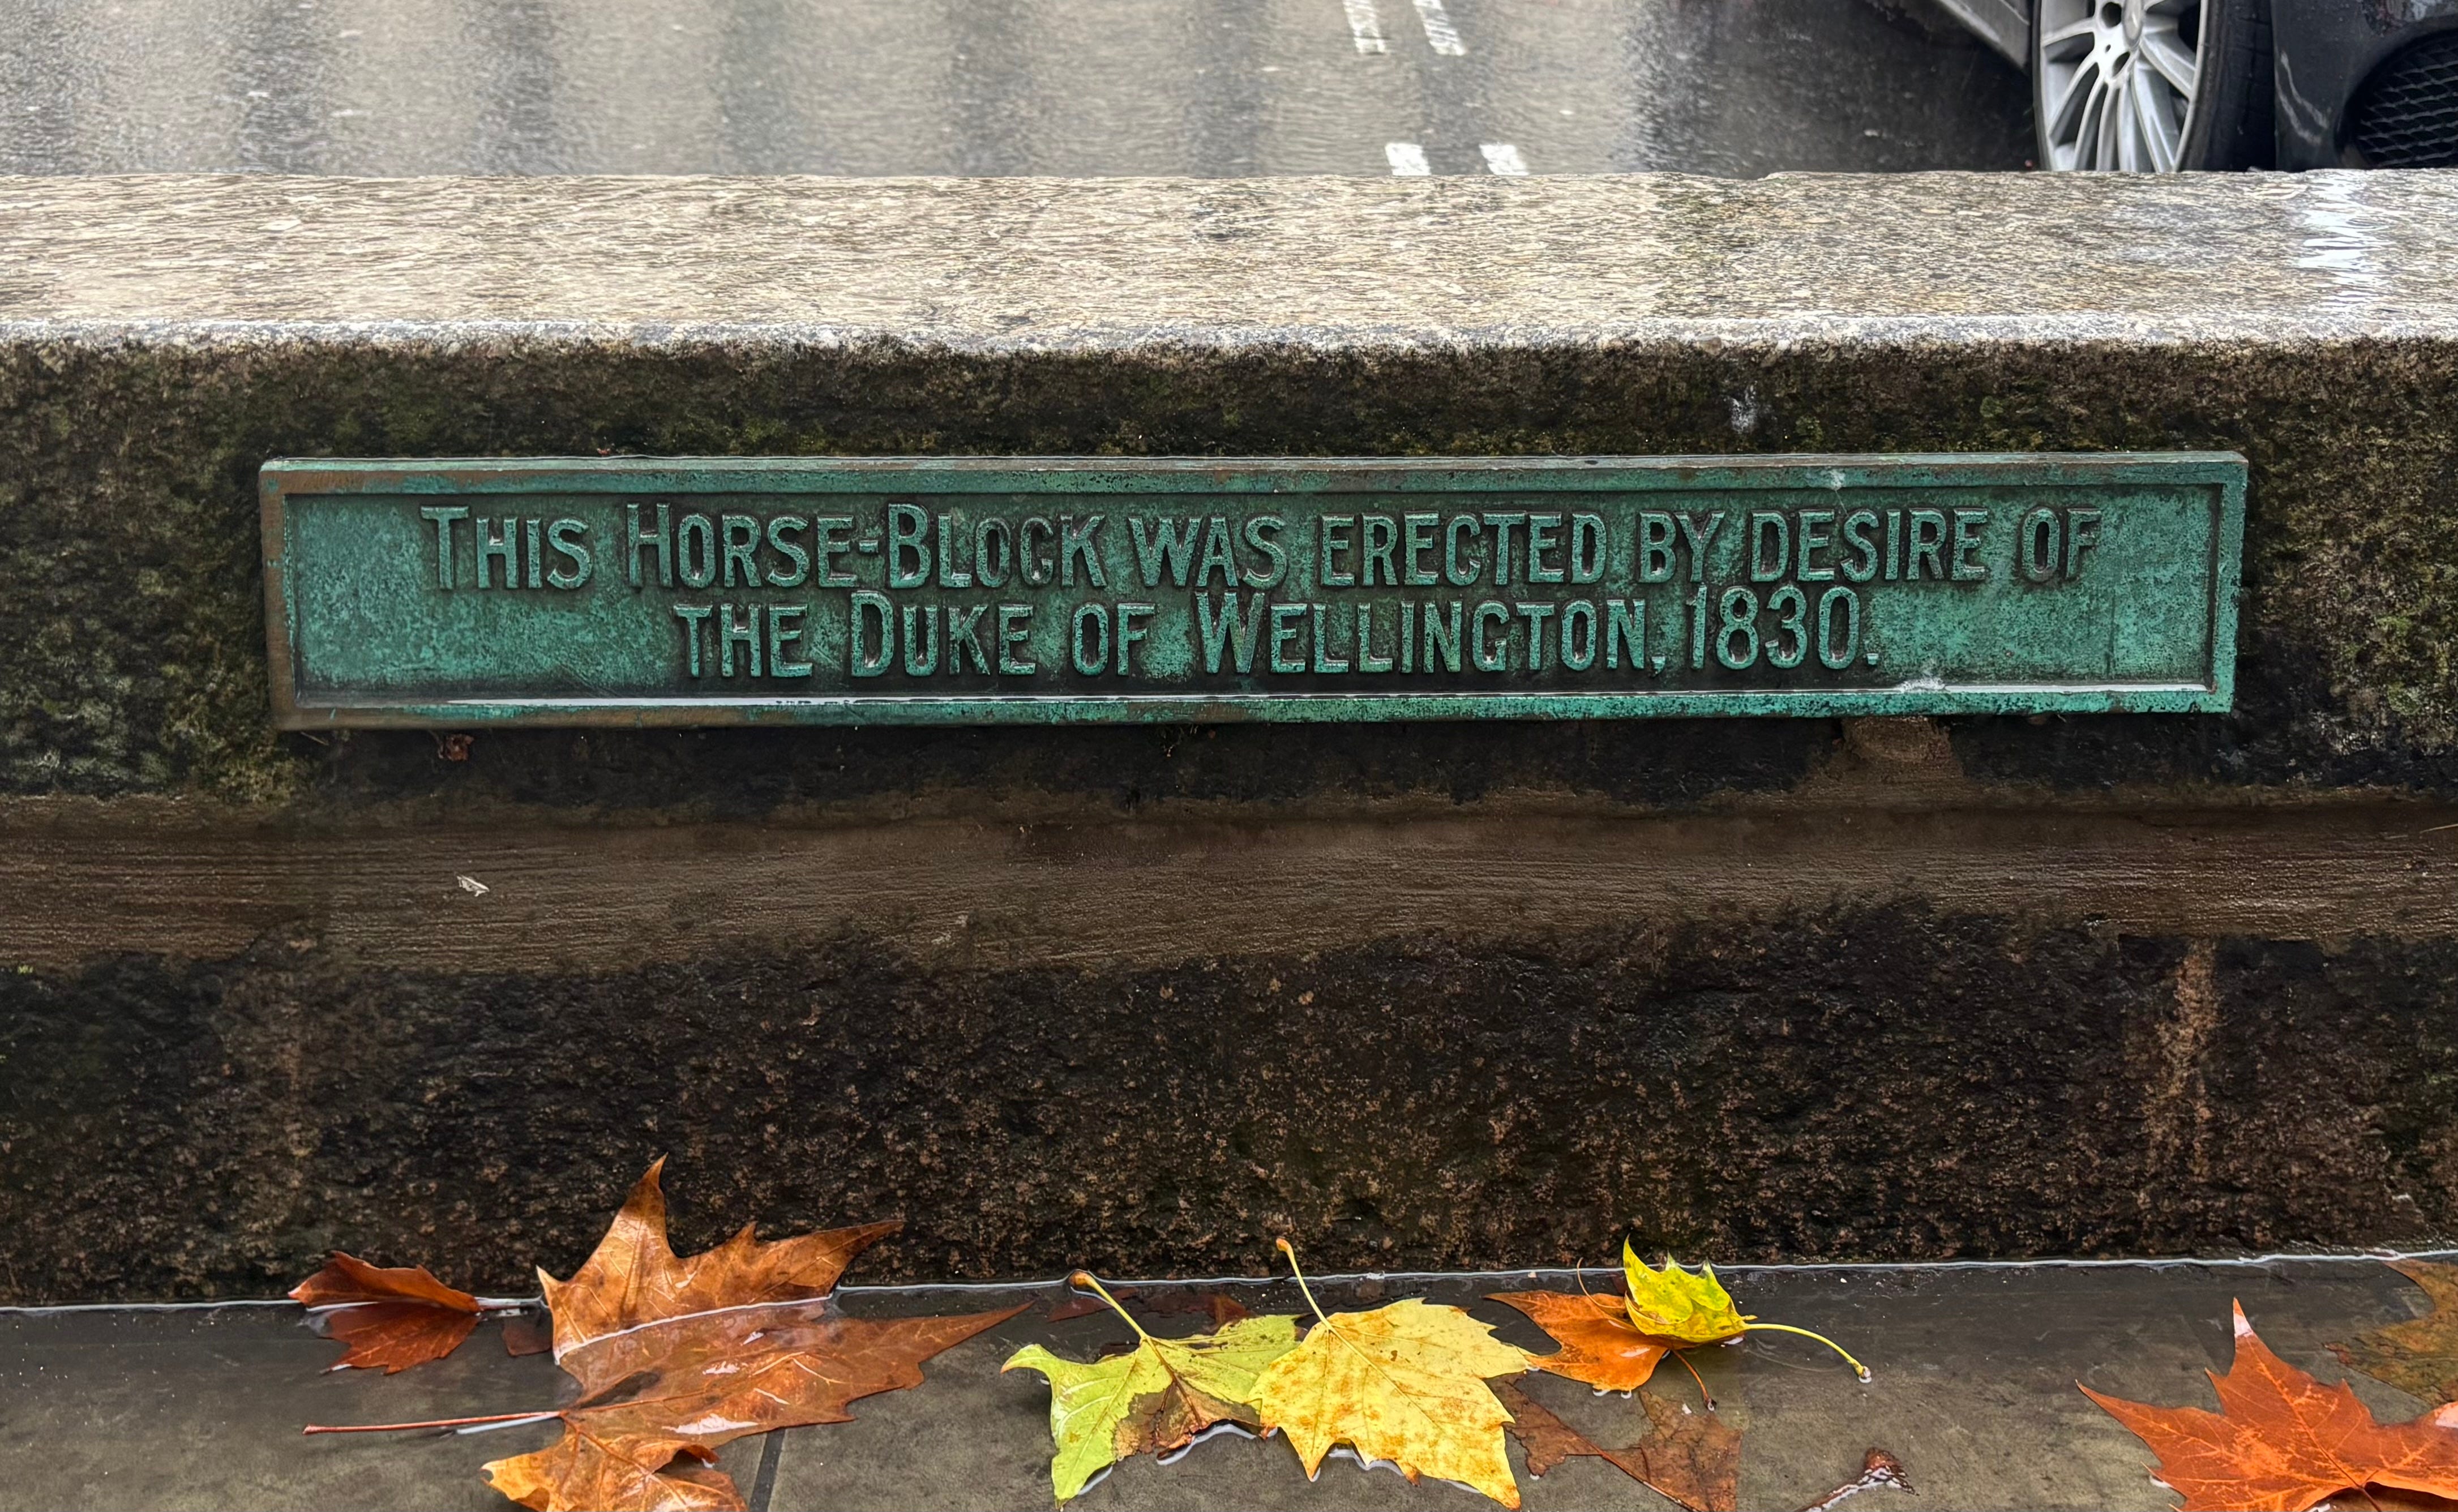 THIS HORSE-BLOCK WAS ERECTED BY DESIRE OF
THE DUKE OF WELLINGTON, 1830.